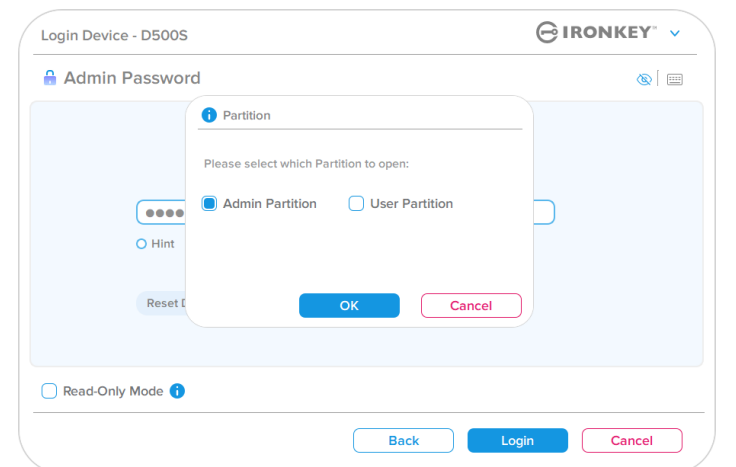 Login Device - D500S
IRONKEY™
Admin Password
Partition
Please select which Partition to open:
Admin Partition
User Partition
Hint
Reset
OK
Cancel
Read-Only Mode
Back
Login
Cancel